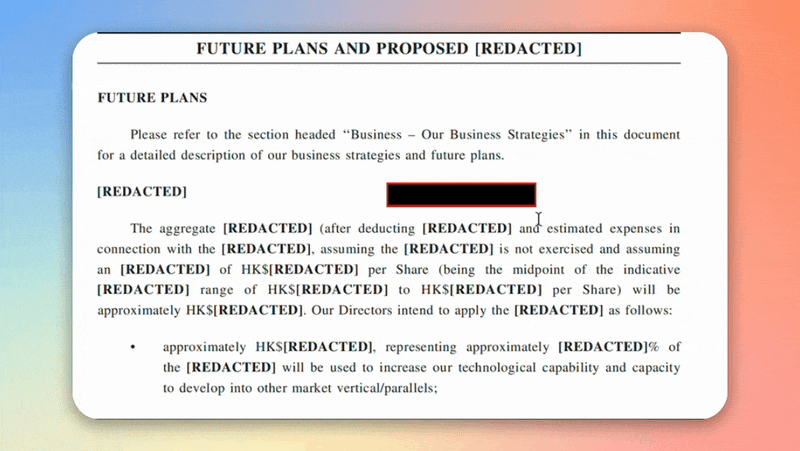 FUTURE PLANS AND PROPOSED [REDACTED]
FUTURE PLANS
Please refer to the section headed “Business – Our Business Strategies” in this document
for a detailed description of our business strategies and future plans.
[REDACTED]
The aggregate [REDACTED] (after deducting [REDACTED] and estimated expenses in
connection with the [REDACTED], assuming the [REDACTED] is not exercised and assuming
an [REDACTED] of HK$[REDACTED] per Share (being the midpoint of the indicative
[REDACTED] range of HK$[REDACTED] to HK$[REDACTED] per Share) will be
approximately HK$[REDACTED]. Our Directors intend to apply the [REDACTED] as follows:
• approximately HK$[REDACTED], representing approximately [REDACTED]% of
the [REDACTED] will be used to increase our technological capability and capacity
to develop into other market vertical/parallels;